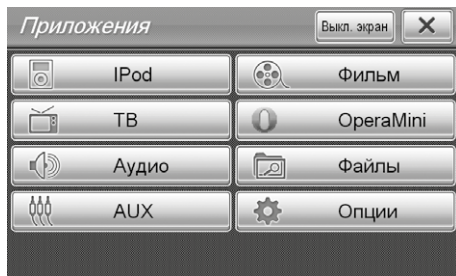 Приложения
Выкл. экран
IPod
Фильм
ТВ
OperaMini
Аудио
Файлы
AUX
Опции